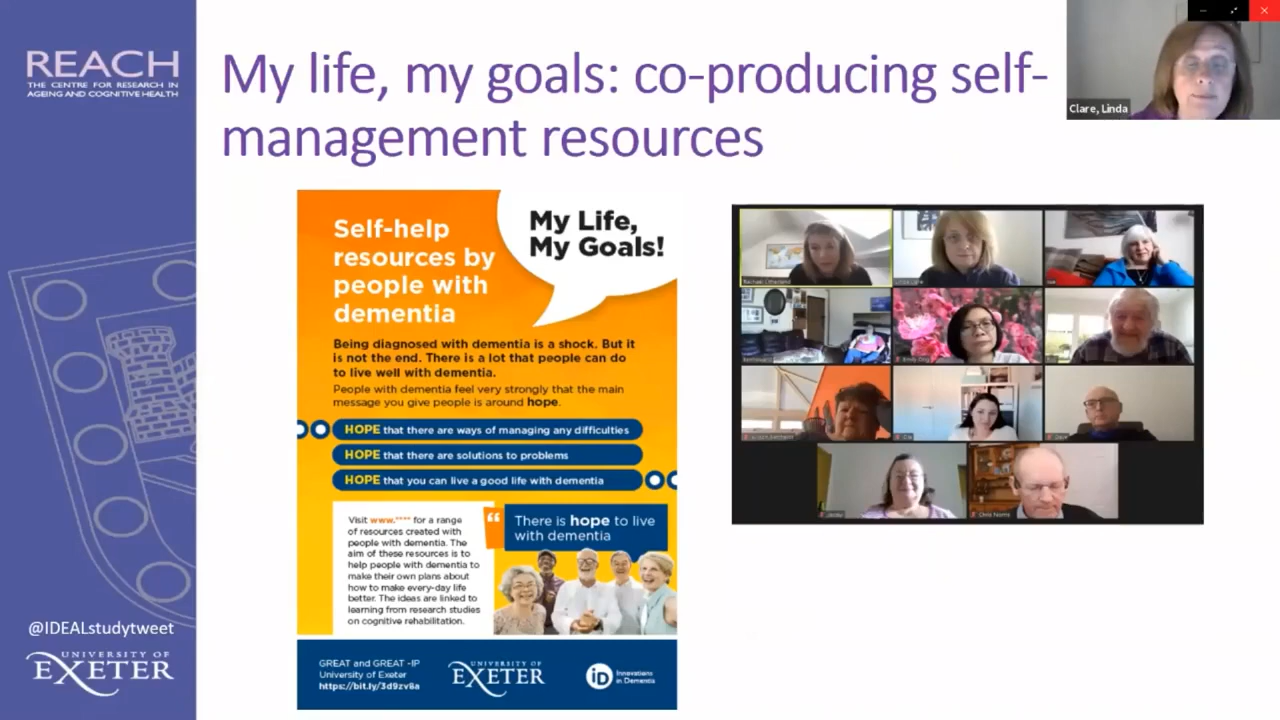 REACH
THE CENTRE FOR RESEARCH IN
AGEING AND COGNITIVE HEALTH
My life, my goals: co-producing self-
management resources
Clare, Linda
Self-help
resources by
people with
dementia
My Life,
My Goals!
Being diagnosed with dementia is a shock. But it
is not the end. There is a lot that people can do
to live well with dementia.
People with dementia feel very strongly that the main
message you give people is around hope.
HOPE that there are ways of managing any difficulties
HOPE that there are solutions to problems
HOPE that you can live a good life with dementia
Visit www.**** for a range
of resources created with
people with dementia. The
aim of these resources is to
help people with dementia to
make their own plans about
how to make every-day life
better. The ideas are linked to
learning from research studies
on cognitive rehabilitation.
“ There is hope to live
with dementia
GREAT and GREAT -iP
University of Exeter
https://bit.ly/3d9zv8a
UNIVERSITY OF
EXETER
iD Innovations
in Dementia
Chris Norris
@IDEALstudytweet
UNIVERSITY OF
EXETER